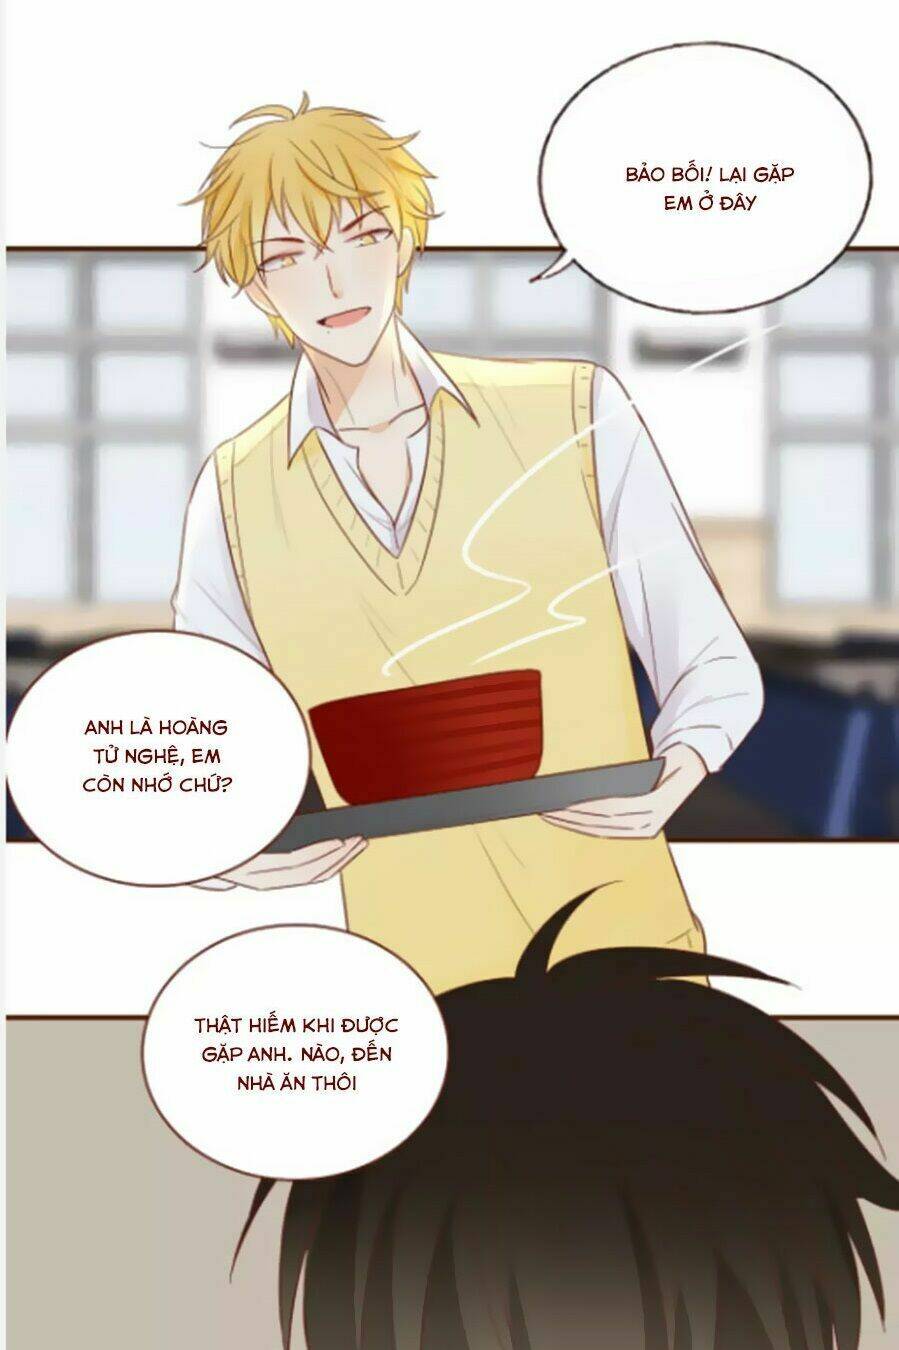 BẢO BỐI! LẠI GẶP
EM Ở ĐÂY
ANH LÀ HOÀNG
TỬ NGHỆ, EM
CÒN NHỚ CHỨ?
THẬT HIẾM KHI ĐƯỢC
GẶP ANH. NÀO, ĐẾN
NHÀ ĂN THÔI